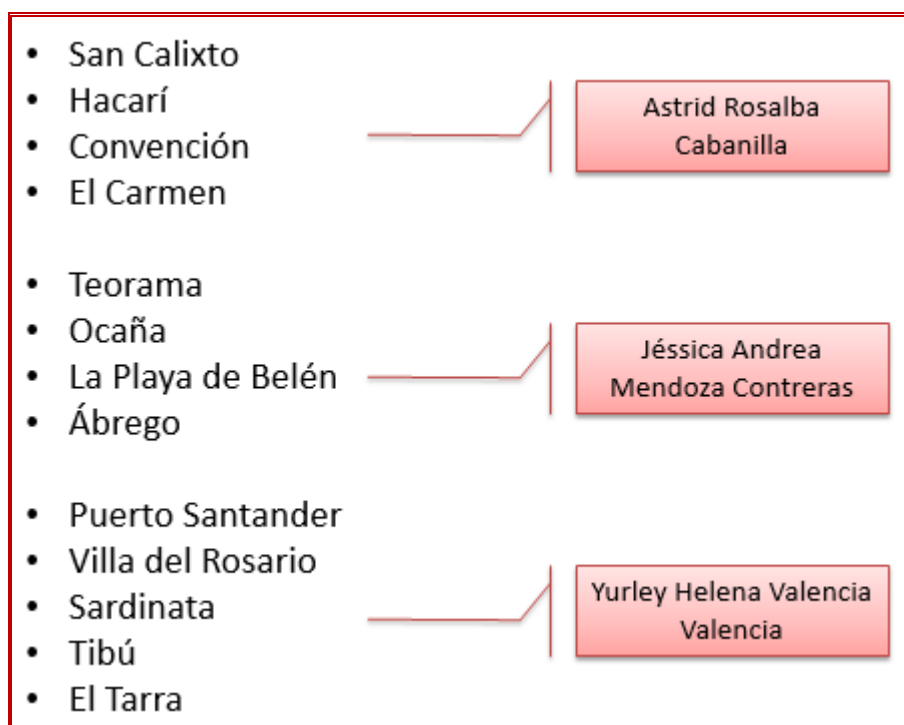 • San Calixto
• Hacarí
• Convención
• El Carmen
Astrid Rosalba
Cabanilla
• Teorama
• Ocaña
• La Playa de Belén
• Ábrego
Jéssica Andrea
Mendoza Contreras
• Puerto Santander
• Villa del Rosario
• Sardinata
• Tibú
• El Tarra
Yurley Helena Valencia
Valencia